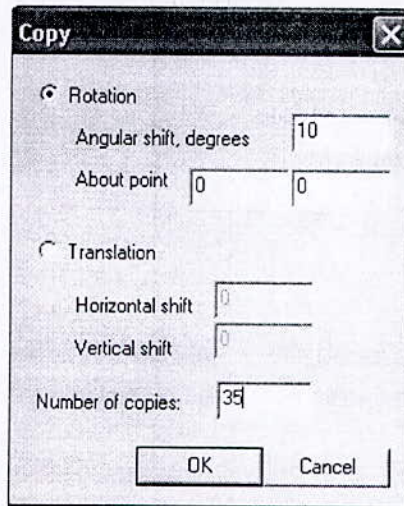 Copy
Rotation
Angular shift, degrees 10
About point 0 0
Translation
Horizontal shift 0
Vertical shift 0
Number of copies: 35
OK Cancel